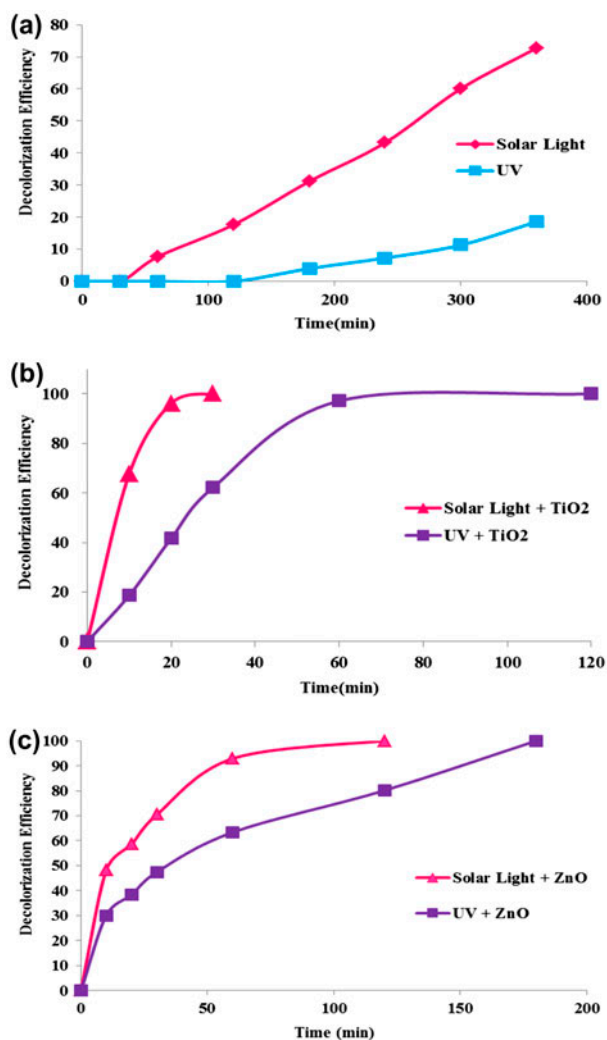 (a)
80
70
60
50
40
30
20
10
0
Decolorization Efficiency
Solar Light
UV
0 100 200 300 400
Time(min)
(b)
100
80
60
40
20
0
Decolorization Efficiency
Solar Light + TiO2
UV + TiO2
0 20 40 60 80 100 120
Time(min)
(c)
100
90
80
70
60
50
40
30
20
10
0
Decolorization Efficiency
Solar Light + ZnO
UV + ZnO
0 50 100 150 200
Time (min)